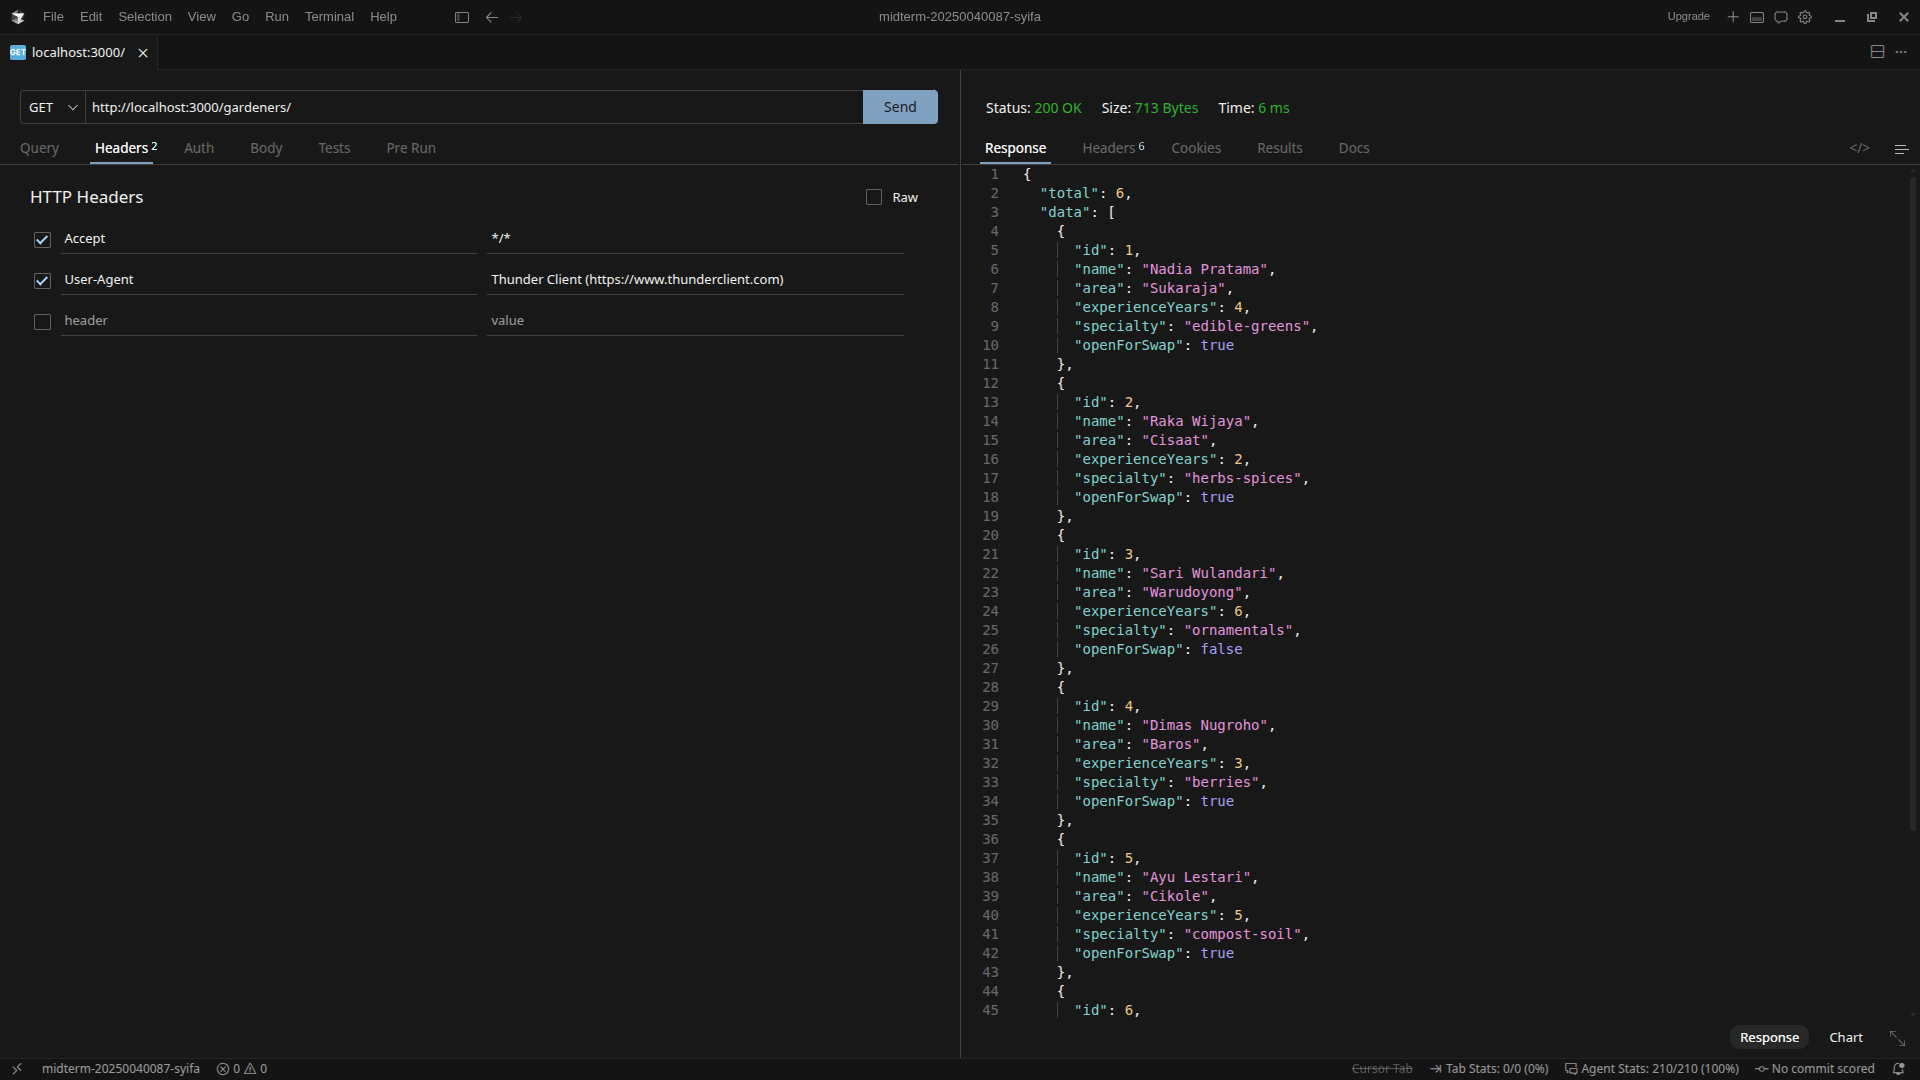 File Edit Selection View Go Run Terminal Help
midterm-20250040087-syifa
Upgrade
GET localhost:3000/
GET http://localhost:3000/gardeners/ Send
Query Headers 2 Auth Body Tests Pre Run
HTTP Headers Raw
Accept */*
User-Agent Thunder Client (https://www.thunderclient.com)
header value
Status: 200 OK Size: 713 Bytes Time: 6 ms
Response Headers 6 Cookies Results Docs </>
1 {
2 "total": 6,
3 "data": [
4 {
5 "id": 1,
6 "name": "Nadia Pratama",
7 "area": "Sukaraja",
8 "experienceYears": 4,
9 "specialty": "edible-greens",
10 "openForSwap": true
11 },
12 {
13 "id": 2,
14 "name": "Raka Wijaya",
15 "area": "Cisaat",
16 "experienceYears": 2,
17 "specialty": "herbs-spices",
18 "openForSwap": true
19 },
20 {
21 "id": 3,
22 "name": "Sari Wulandari",
23 "area": "Warudoyong",
24 "experienceYears": 6,
25 "specialty": "ornamentals",
26 "openForSwap": false
27 },
28 {
29 "id": 4,
30 "name": "Dimas Nugroho",
31 "area": "Baros",
32 "experienceYears": 3,
33 "specialty": "berries",
34 "openForSwap": true
35 },
36 {
37 "id": 5,
38 "name": "Ayu Lestari",
39 "area": "Cikole",
40 "experienceYears": 5,
41 "specialty": "compost-soil",
42 "openForSwap": true
43 },
44 {
45 "id": 6,
Response Chart
midterm-20250040087-syifa 0 0
Cursor Tab Tab Stats: 0/0 (0%) Agent Stats: 210/210 (100%) No commit scored